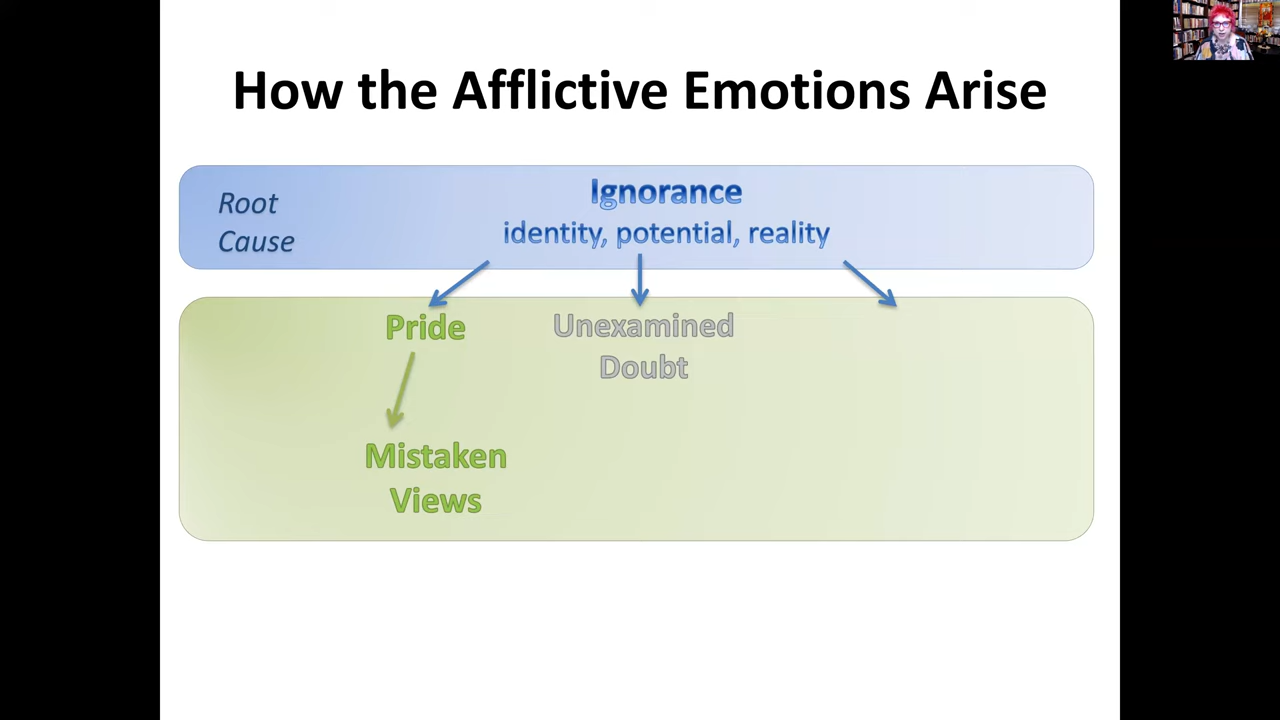 How the Afflictive Emotions Arise
Root
Cause
Ignorance
identity, potential, reality
Pride
Unexamined
Doubt
Mistaken
Views